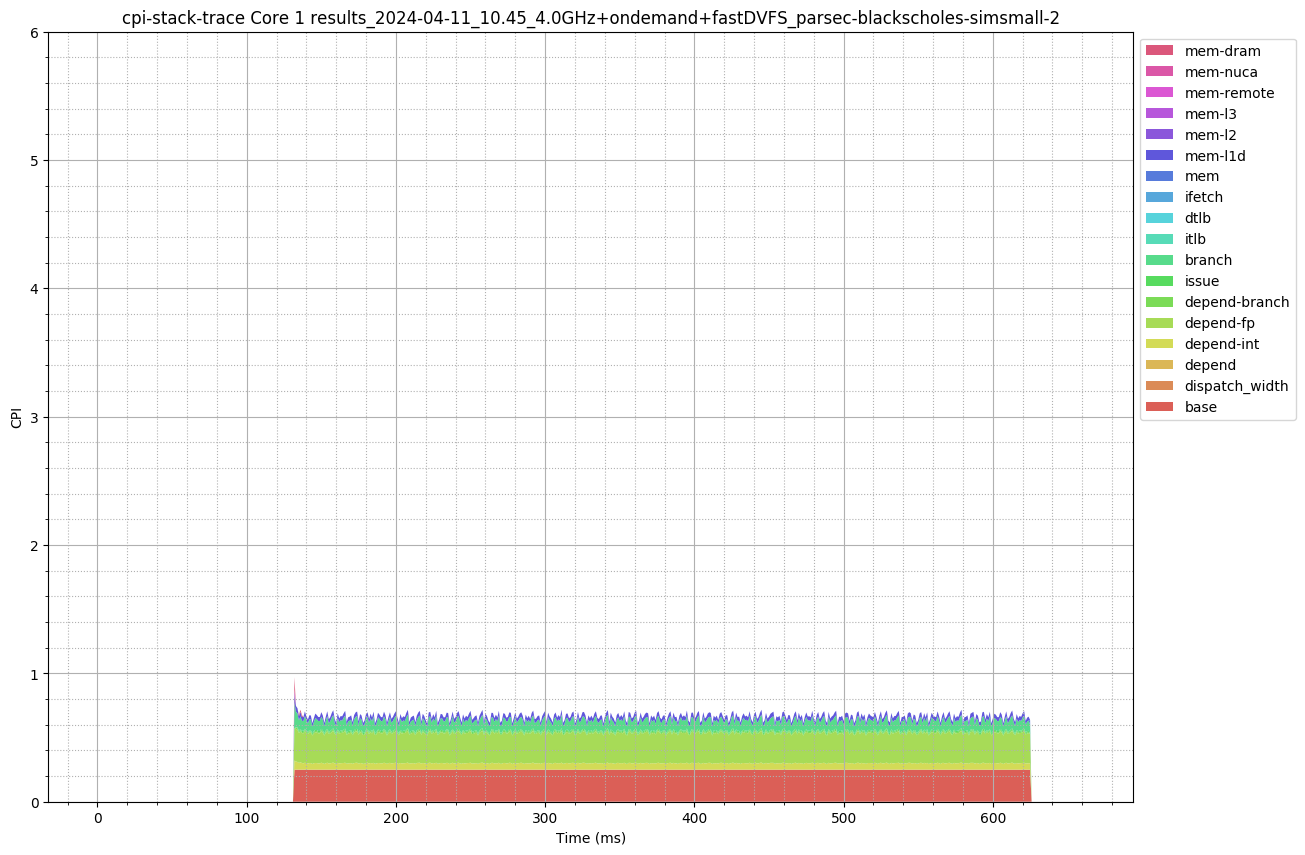 cpi-stack-trace Core 1 results_2024-04-11_10.45_4.0GHz+ondemand+fastDVFS_parsec-blackscholes-simsmall-2
6
5
4
3
2
1
0
CPI
0 100 200 300 400 500 600
Time (ms)
mem-dram
mem-nuca
mem-remote
mem-l3
mem-l2
mem-l1d
mem
ifetch
dtlb
itlb
branch
issue
depend-branch
depend-fp
depend-int
depend
dispatch_width
base